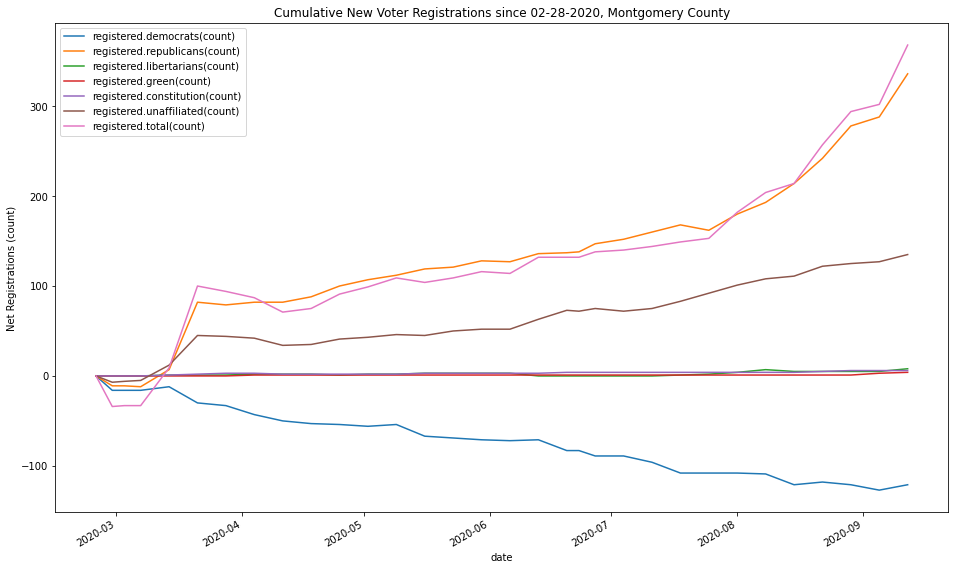 Cumulative New Voter Registrations since 02-28-2020, Montgomery County
registered.democrats(count)
registered.republicans(count)
registered.libertarians(count)
registered.green(count)
registered.constitution(count)
registered.unaffiliated(count)
registered.total(count)
Net Registrations (count)
300
200
100
0
−100
2020-03
2020-04
2020-05
2020-06
2020-07
2020-08
2020-09
date